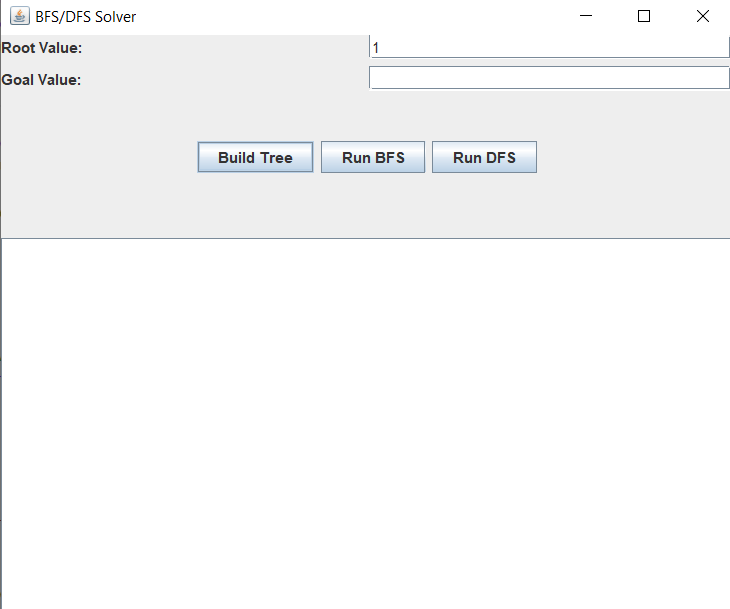 BFS/DFS Solver
Root Value: 1
Goal Value:
Build Tree Run BFS Run DFS